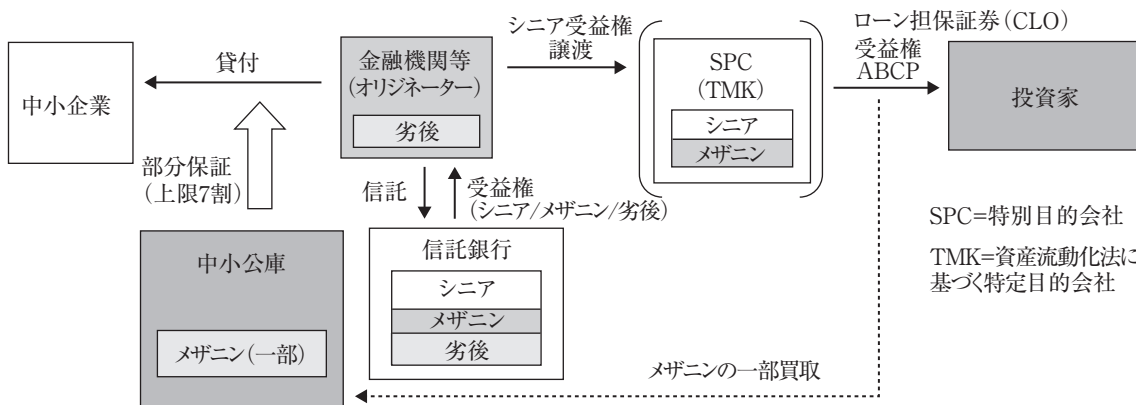 ローン担保証券(CLO)
シニア受益権
譲渡
受益権
ABCP
貸付
金融機関等
(オリジネーター)
劣後
SPC
(TMK)
シニア
メザニン
中小企業
投資家
部分保証
(上限7割)
信託
受益権
(シニア/メザニン/劣後)
中小公庫
メザニン(一部)
信託銀行
シニア
メザニン
劣後
SPC=特別目的会社
TMK=資産流動化法に
基づく特定目的会社
メザニンの一部買取